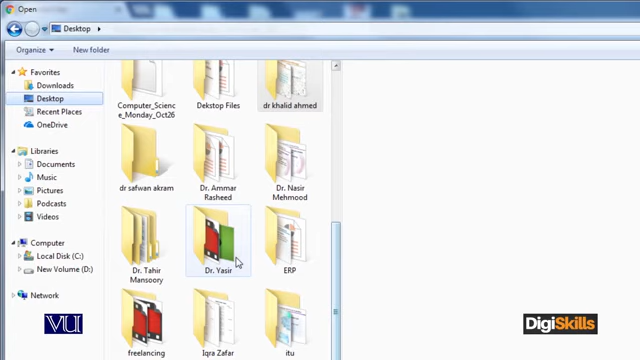 Open
Desktop
Organize
New folder
Favorites
Downloads
Desktop
Recent Places
OneDrive
Libraries
Documents
Music
Pictures
Podcasts
Videos
Computer
Local Disk (C:)
New Volume (D:)
Network
Computer_Scienc
e_Monday_Oct26
Dekstop Files
dr khalid ahmed
dr safwan akram
Dr. Ammar
Rasheed
Dr. Nasir
Mehmood
Dr. Tahir
Mansoory
Dr. Yasir
ERP
freelancing
Iqra Zafar
itu
VU
DigiSkills